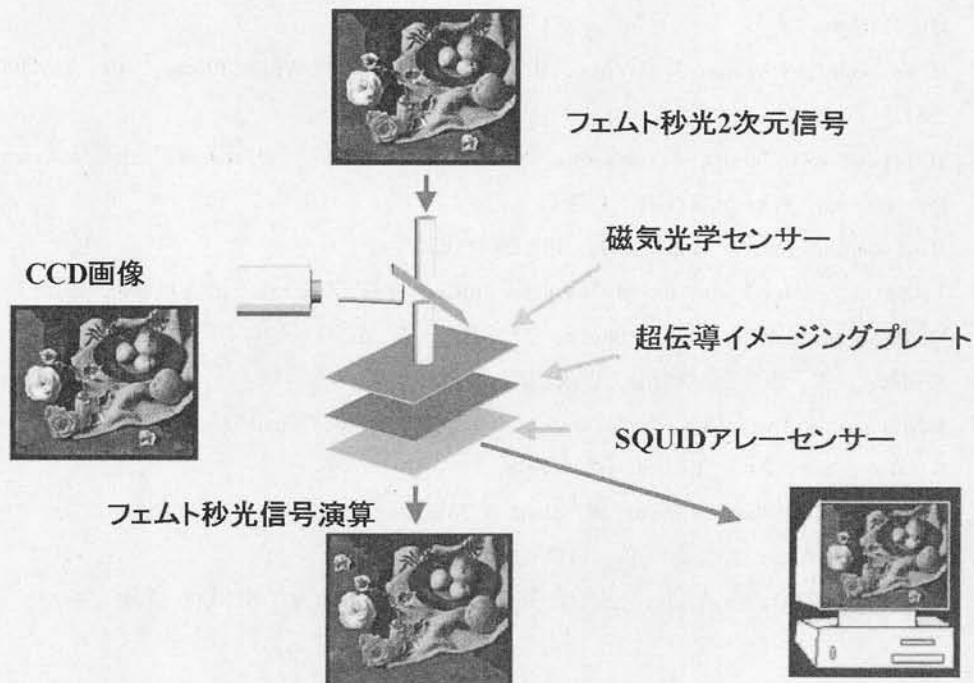 フェムト秒光2次元信号
磁気光学センサー
CCD画像
超伝導イメージングプレート
SQUIDアレーセンサー
フェムト秒光信号演算